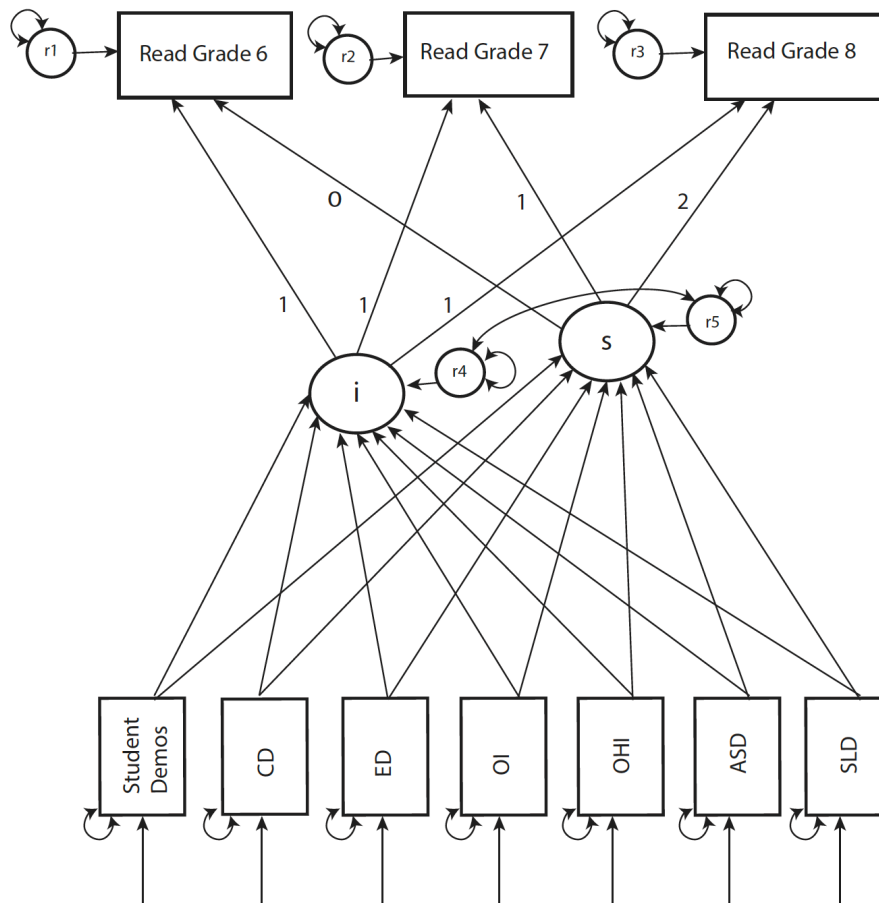 r1
Read Grade 6
r2
Read Grade 7
r3
Read Grade 8
0
1
2
1
1
1
i
r4
s
r5
Student
Demos
CD
ED
OI
OHI
ASD
SLD